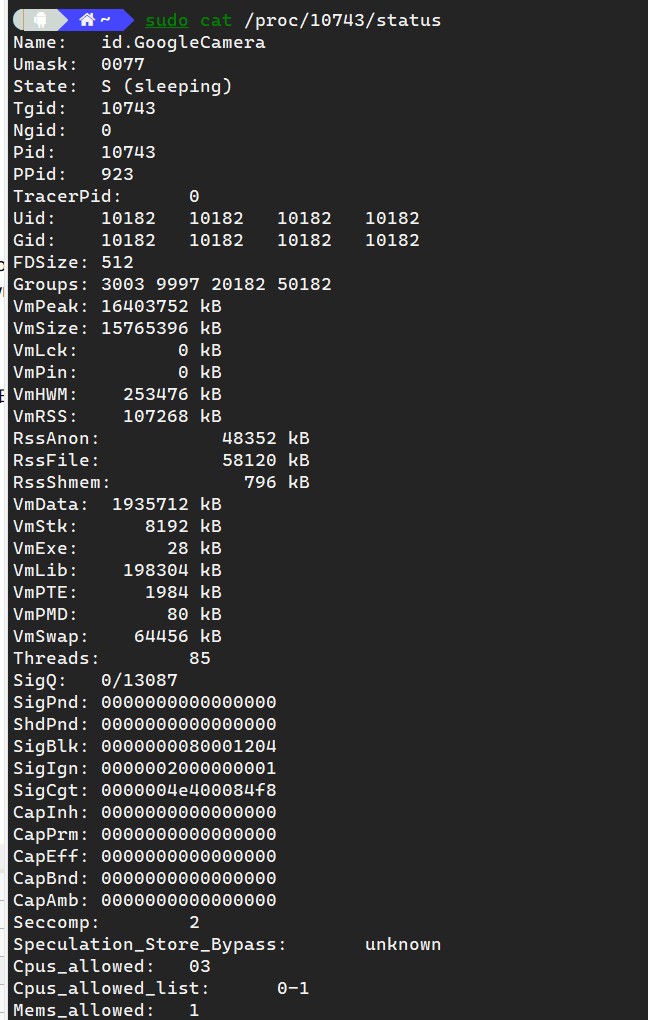 ~ sudo cat /proc/10743/status
Name:   id.GoogleCamera
Umask:  0077
State:  S (sleeping)
Tgid:   10743
Ngid:   0
Pid:    10743
PPid:   923
TracerPid:      0
Uid:    10182   10182   10182   10182
Gid:    10182   10182   10182   10182
FDSize: 512
Groups: 3003 9997 20182 50182
VmPeak: 16403752 kB
VmSize: 15765396 kB
VmLck:         0 kB
VmPin:         0 kB
VmHWM:    253476 kB
VmRSS:    107268 kB
RssAnon:           48352 kB
RssFile:           58120 kB
RssShmem:            796 kB
VmData:  1935712 kB
VmStk:      8192 kB
VmExe:        28 kB
VmLib:    198304 kB
VmPTE:      1984 kB
VmPMD:        80 kB
VmSwap:    64456 kB
Threads:        85
SigQ:   0/13087
SigPnd: 0000000000000000
ShdPnd: 0000000000000000
SigBlk: 0000000080001204
SigIgn: 0000002000000001
SigCgt: 0000004e400084f8
CapInh: 0000000000000000
CapPrm: 0000000000000000
CapEff: 0000000000000000
CapBnd: 0000000000000000
CapAmb: 0000000000000000
Seccomp:        2
Speculation_Store_Bypass:       unknown
Cpus_allowed:   03
Cpus_allowed_list:      0-1
Mems_allowed:   1